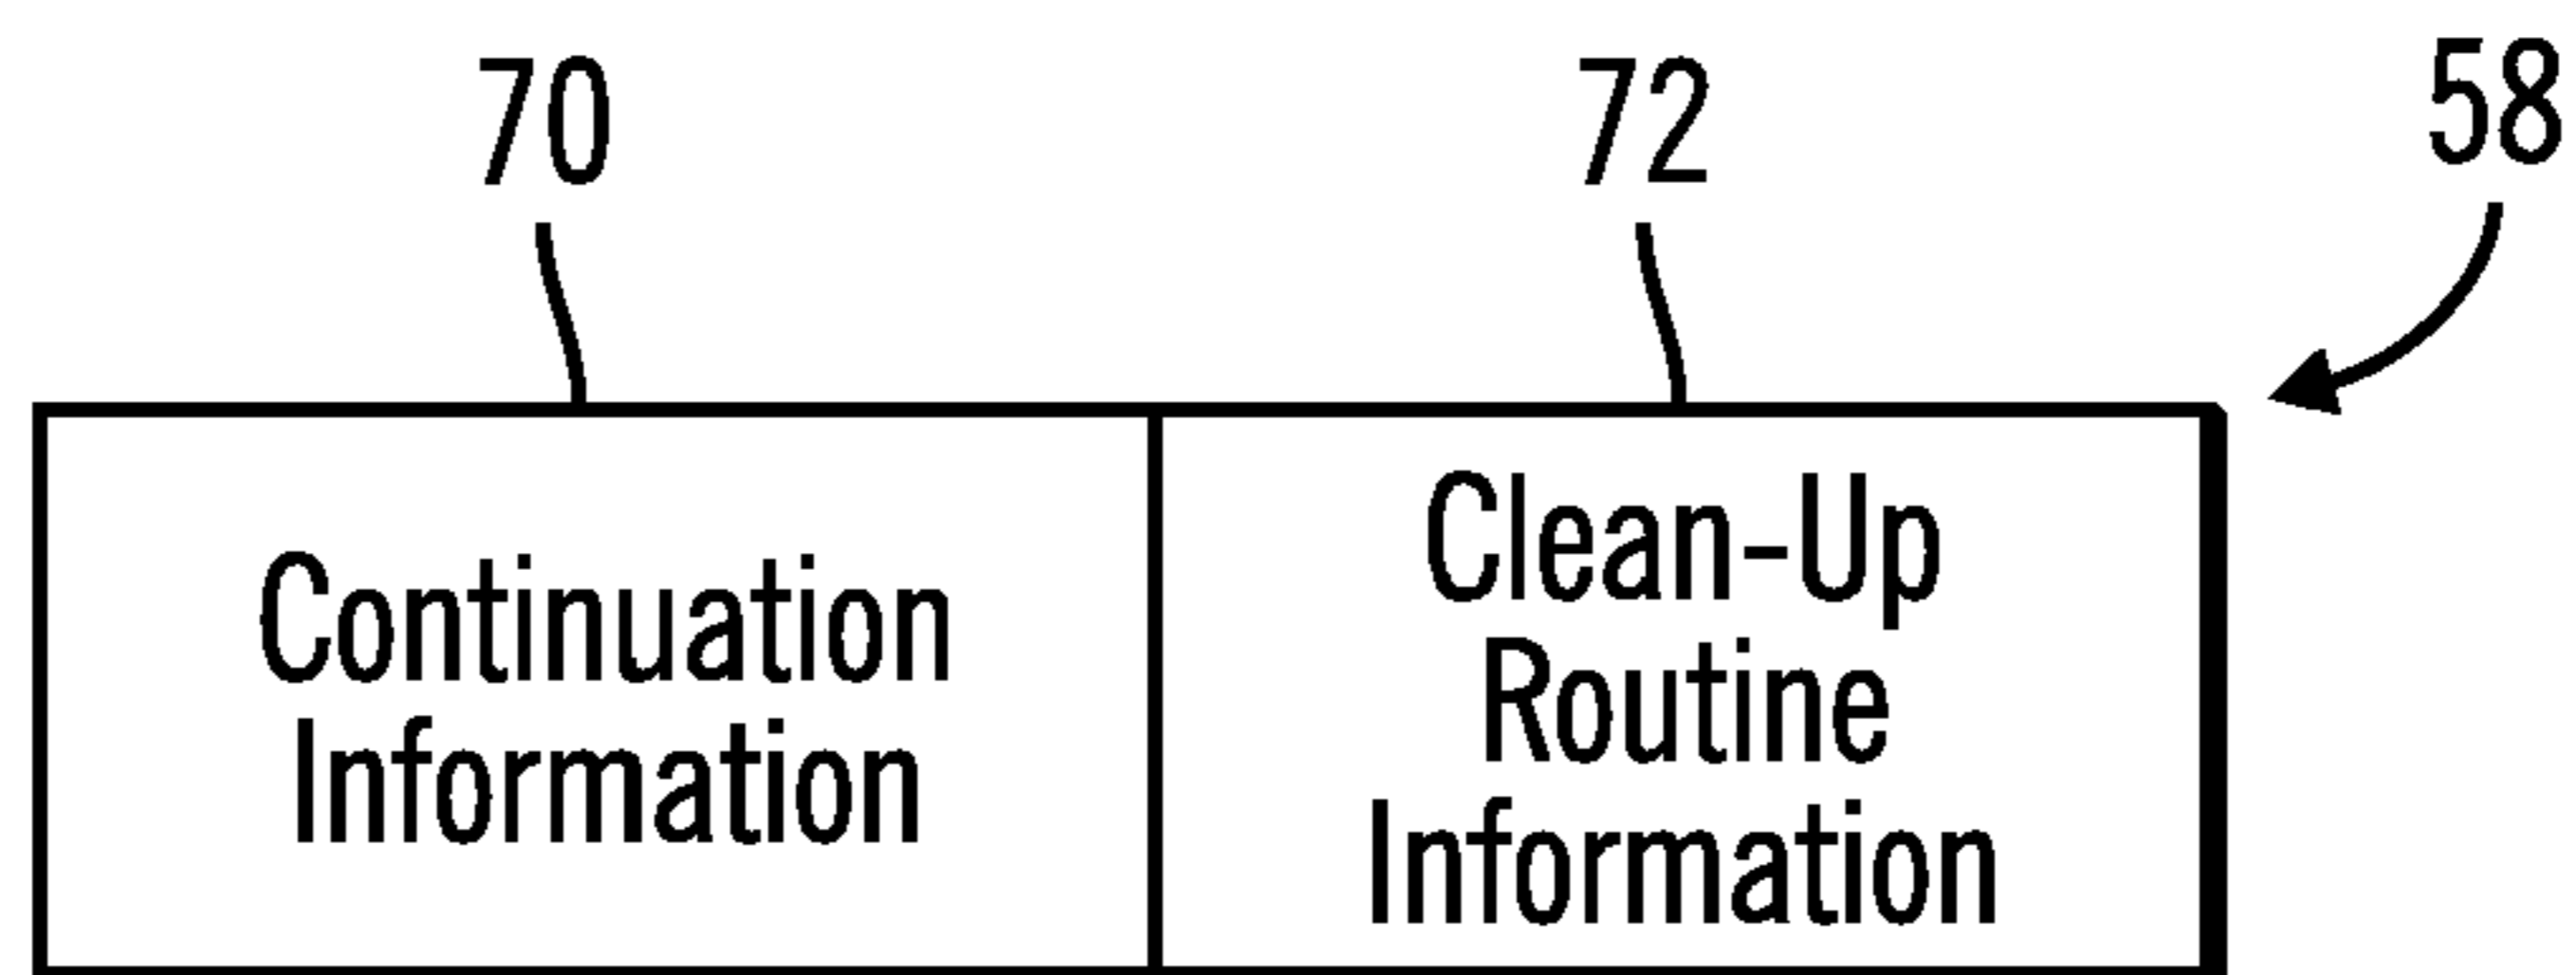 70
72
58
Continuation
Information
Clean-Up
Routine
Information